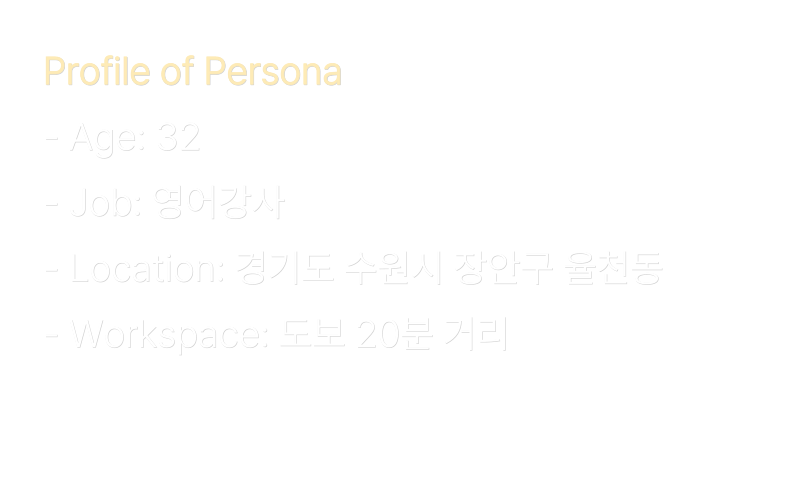 Profile of Persona
- Age: 32
- Job: 영어강사
- Location: 경기도 수원시 장안구 율천동
- Workspace: 도보 20분 거리